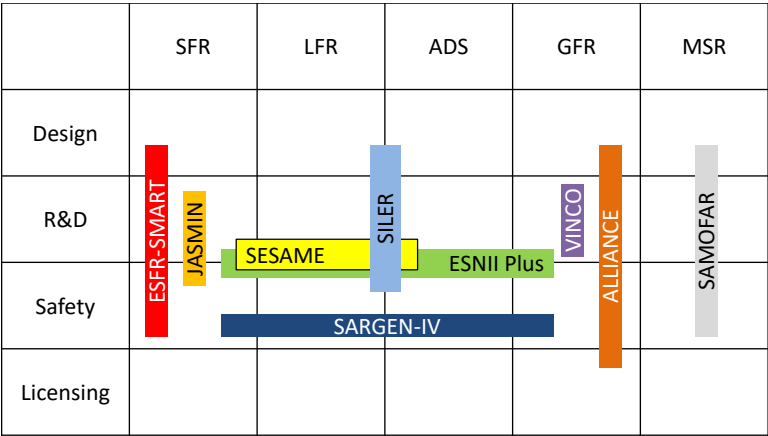 SFR
LFR
ADS
GFR
MSR
Design
R&D
Safety
Licensing
ESFR-SMART
JASMIN
SESAME
SILER
ESNII Plus
SARGEN-IV
VINCO
ALLIANCE
SAMOFAR